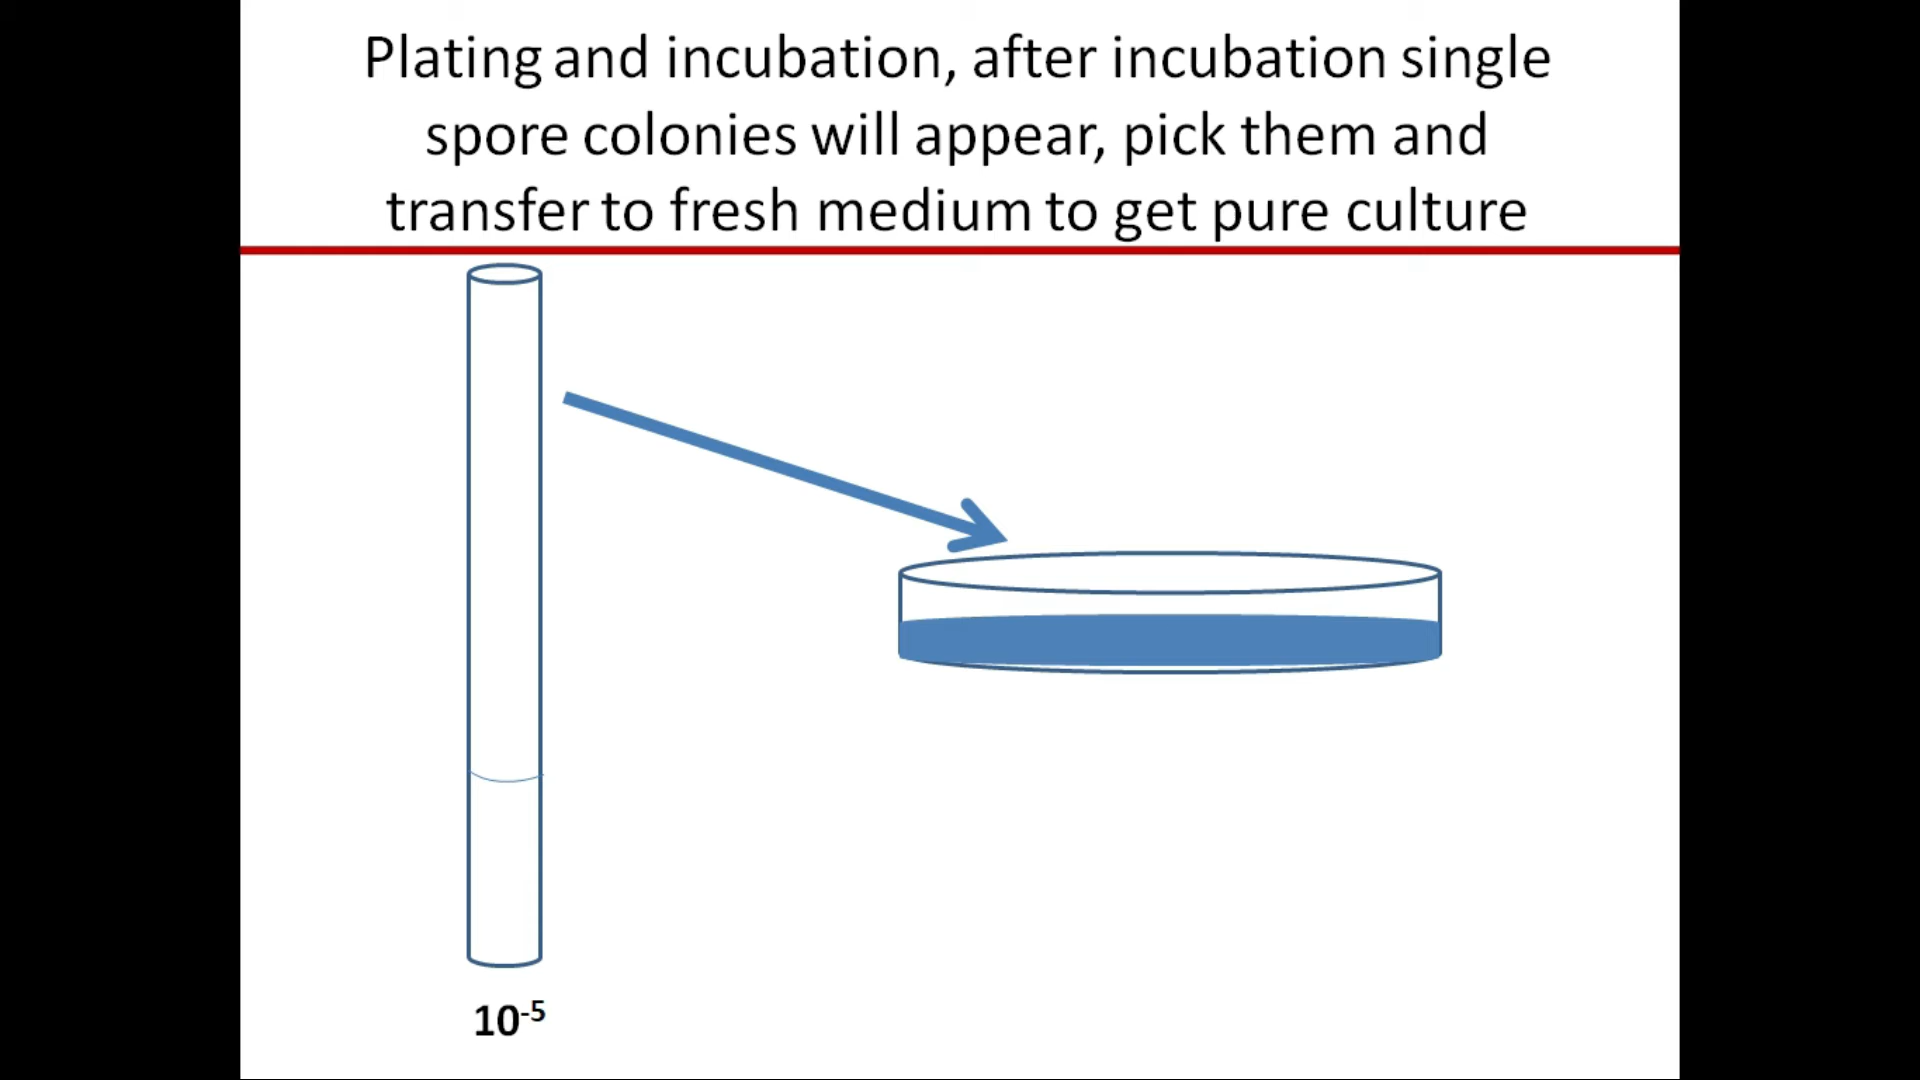 Plating and incubation, after incubation single
spore colonies will appear, pick them and
transfer to fresh medium to get pure culture
10⁻⁵